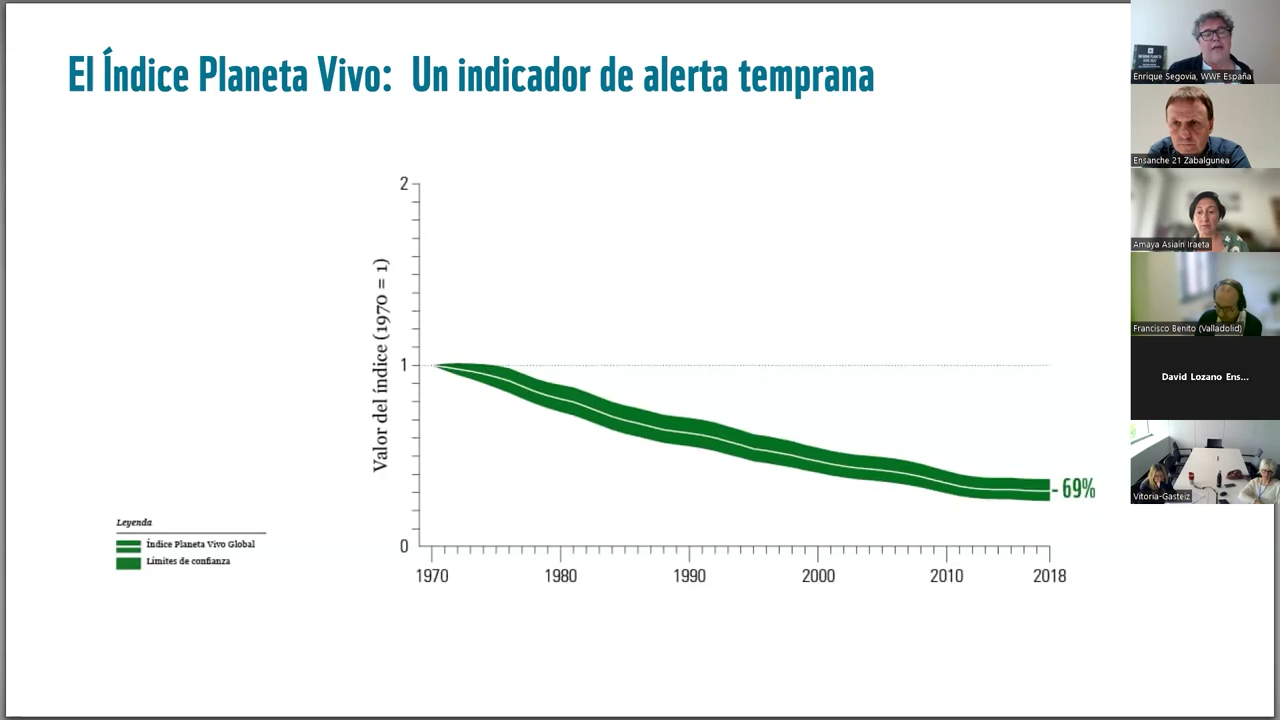 El Índice Planeta Vivo: Un indicador de alerta temprana
2
1
0
Valor del índice (1970 = 1)
- 69%
1970
1980
1990
2000
2010
2018
Leyenda
Índice Planeta Vivo Global
Límites de confianza
Enrique Segovia, WWF España
Ensanche 21 Zabalgunea
Amaya Asiaín Iraeta
Francisco Benito (Valladolid)
David Lozano Ens...
Vitoria-Gasteiz